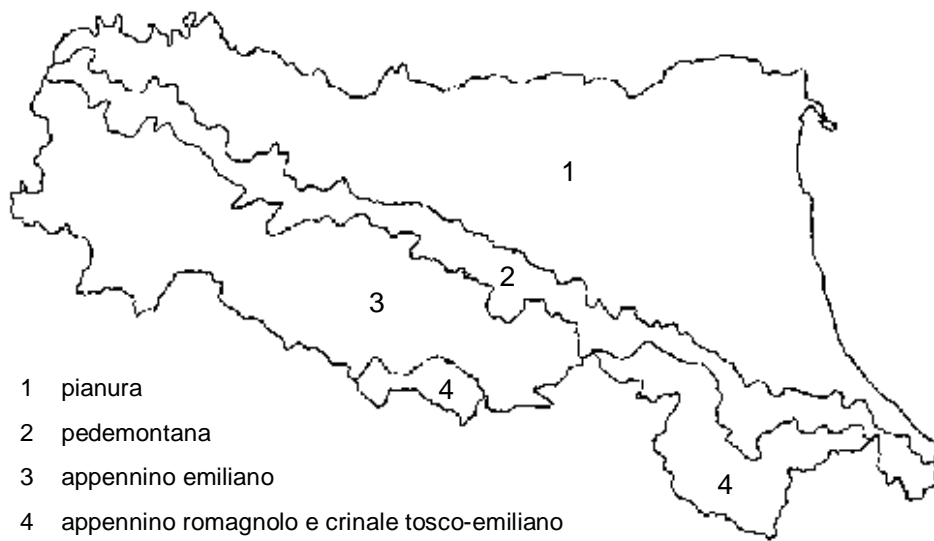 1
2
3
4
4
1 pianura
2 pedemontana
3 appennino emiliano
4 appennino romagnolo e crinale tosco-emiliano